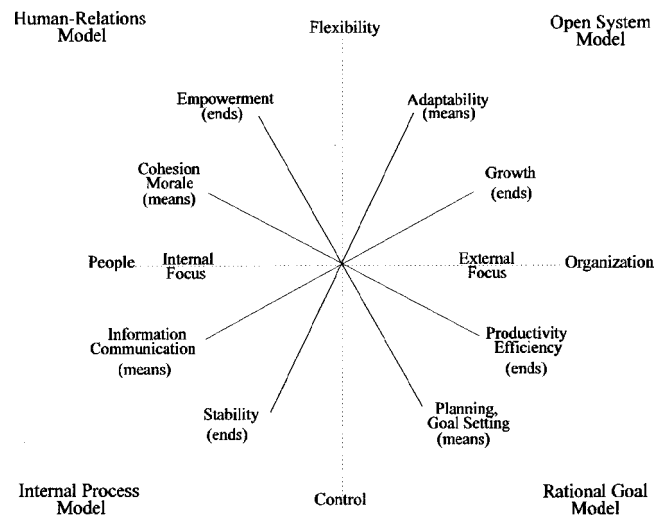 Human-Relations
Model
Flexibility
Open System
Model
Empowerment
(ends)
Adaptability
(means)
Cohesion
Morale
(means)
Growth
(ends)
People
Internal
Focus
External
Focus
Organization
Information
Communication
(means)
Productivity
Efficiency
(ends)
Stability
(ends)
Planning,
Goal Setting
(means)
Internal Process
Model
Control
Rational Goal
Model